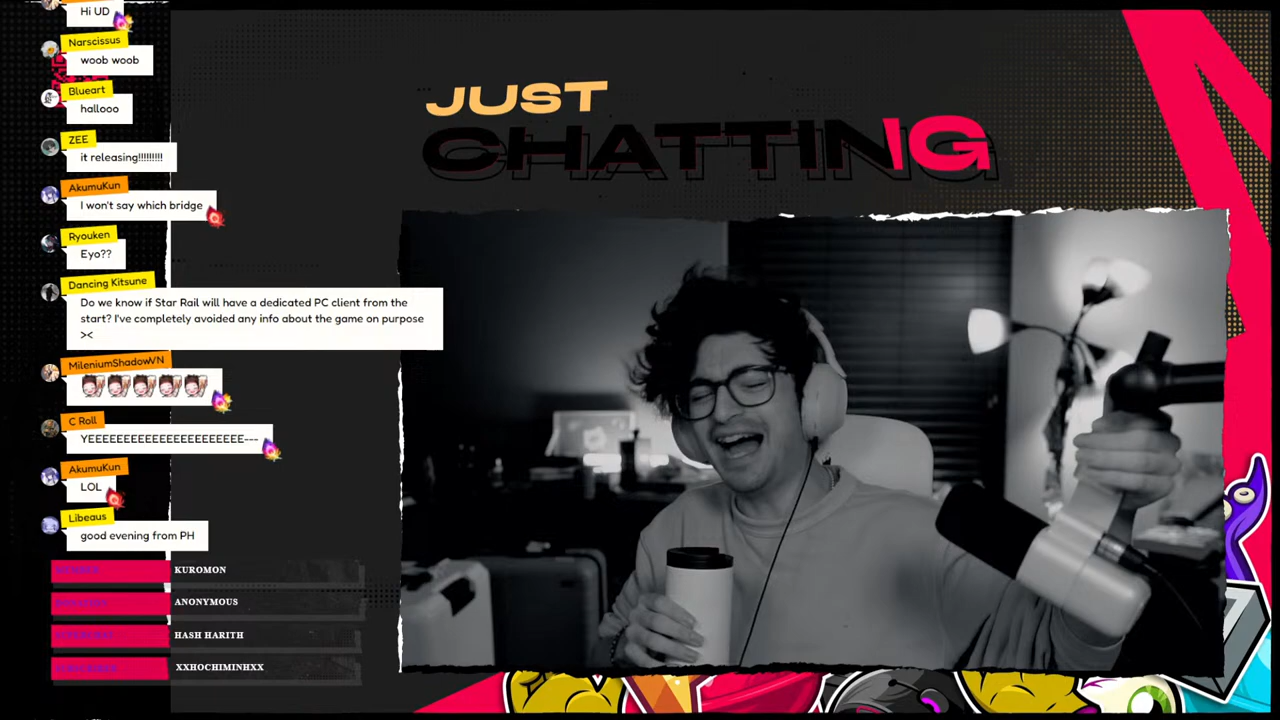 Hi UD
Narscissus
woob woob
Blueart
hallooo
ZEE
it releasing!!!!!!!!!
AkumuKun
I won't say which bridge
Ryouken
Eyo??
Dancing Kitsune
Do we know if Star Rail will have a dedicated PC client from the
start? I've completely avoided any info about the game on purpose
><
MileniumShadowVN
C Roll
YEEEEEEEEEEEEEEEEEEEEEEE---
AkumuKun
LOL
Libeaus
good evening from PH
KUROMON
ANONYMOUS
HASH HARITH
XXHOCHIMINHXX
JUST
CHATTING